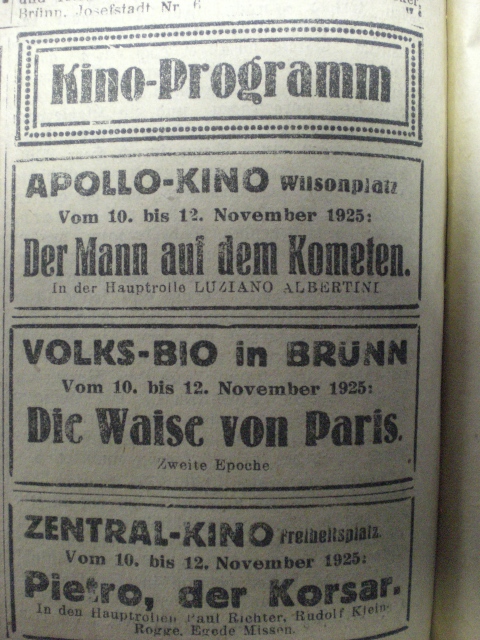 Brünn, Josefstadt Nr. 6
Kino-Programm
APOLLO-KINO Wilsonplatz
Vom 10. bis 12. November 1925:
Der Mann auf dem Kometen.
In der Hauptrolle LUZIANO ALBERTINI
VOLKS-BIO in BRÜNN
Vom 10. bis 12. November 1925:
Die Waise von Paris.
Zweite Epoche
ZENTRAL-KINO Freiheitsplatz.
Vom 10. bis 12. November 1925:
Pietro, der Korsar.
In den Hauptrollen Paul Richter, Rudolf Klein-
Rogge, Egede Missen.